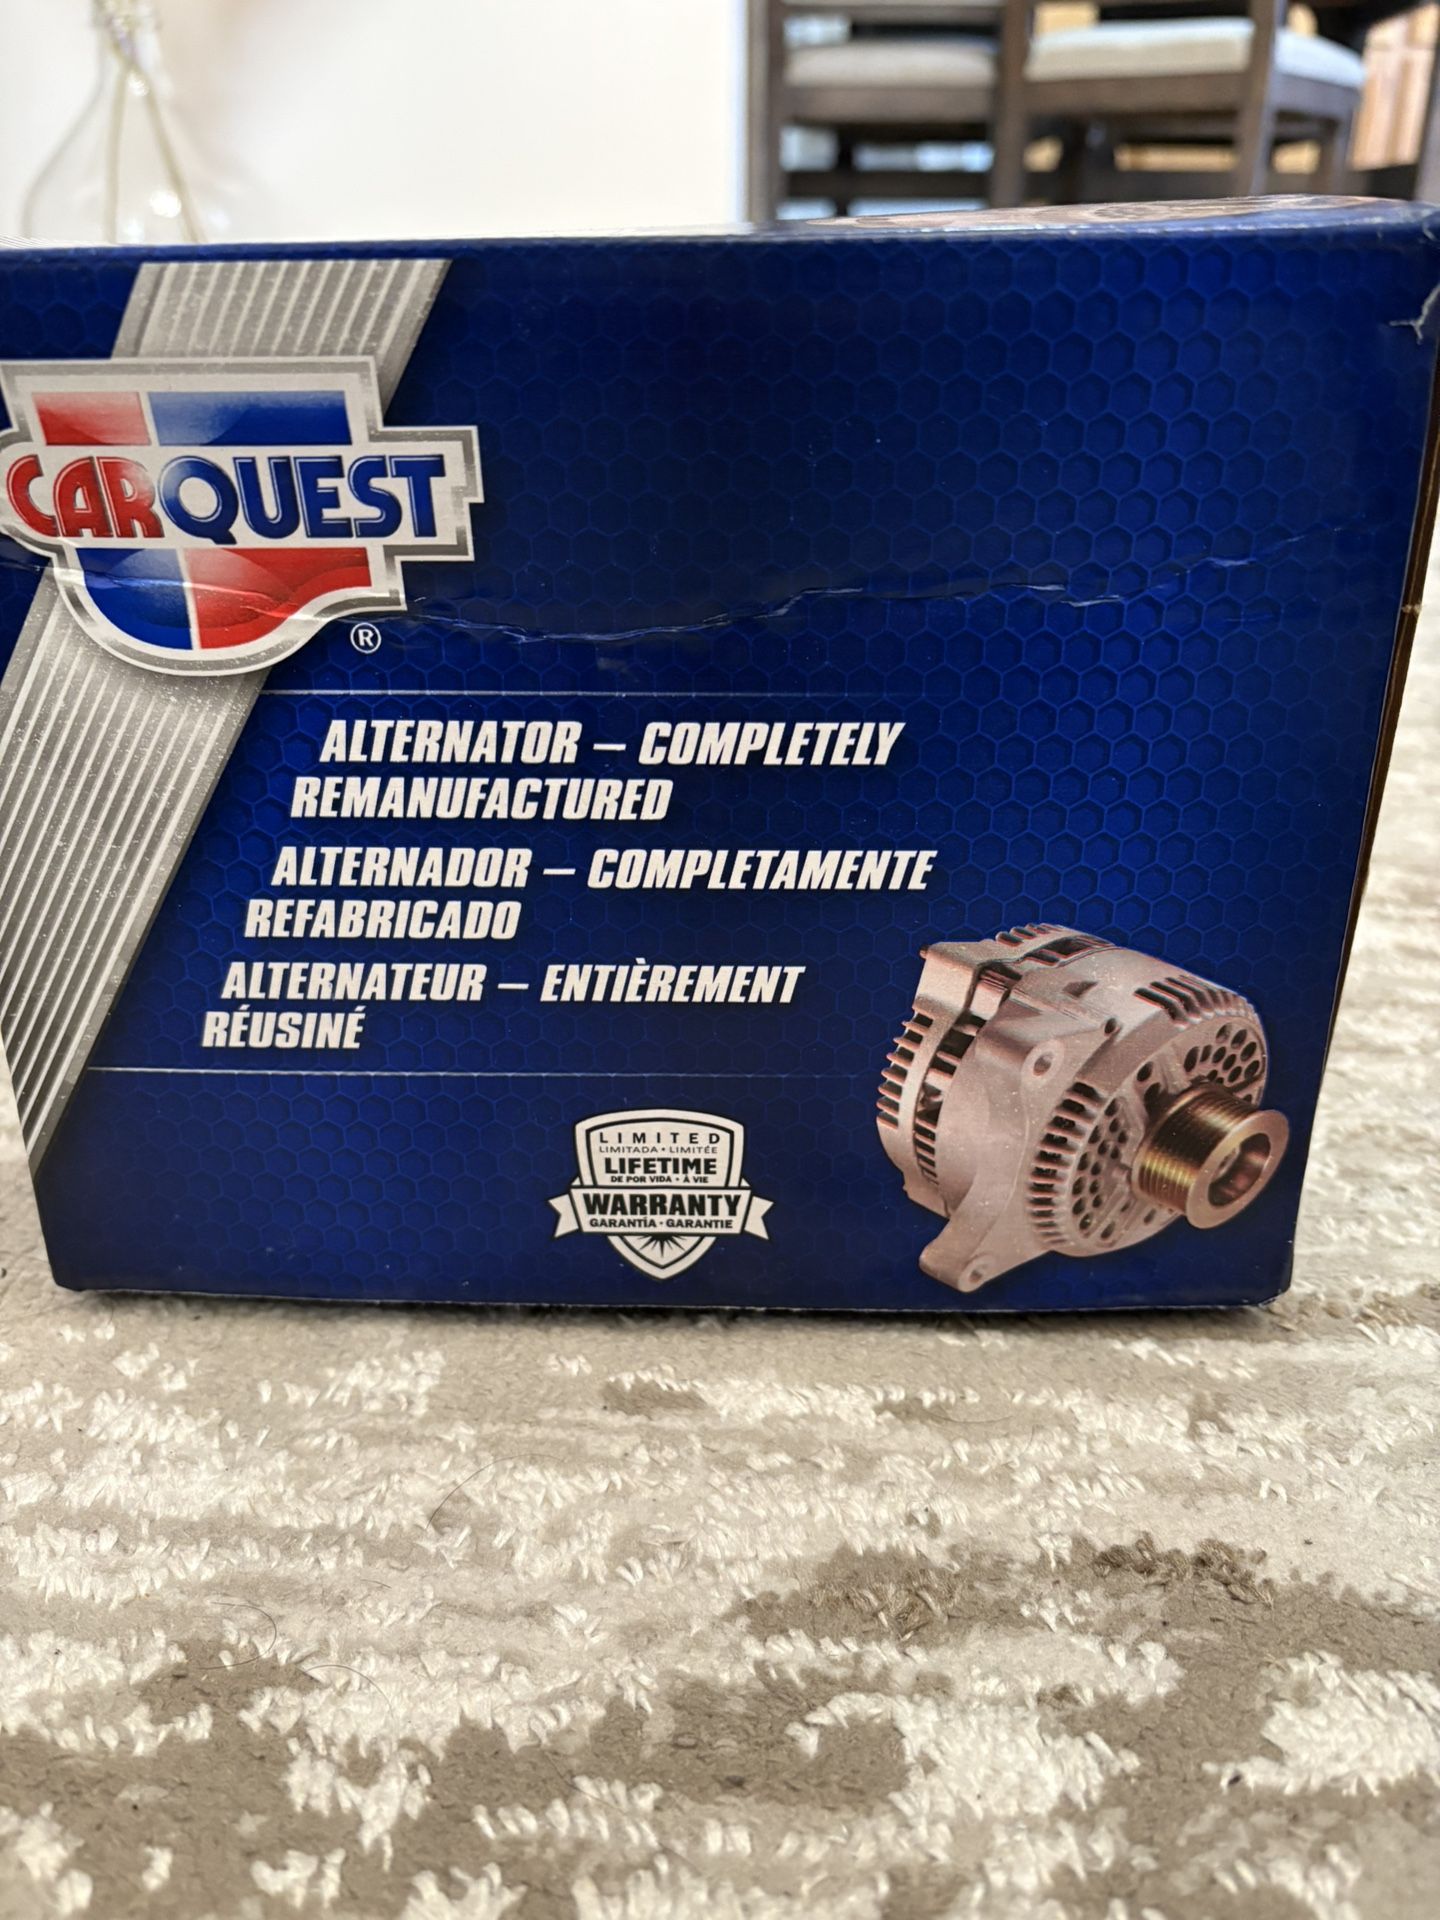 CARQUEST
®
ALTERNATOR – COMPLETELY
REMANUFACTURED
ALTERNADOR – COMPLETAMENTE
REFABRICADO
ALTERNATEUR – ENTIÈREMENT
RÉUSINÉ
LIMITED
LIMITADA • LIMITÉE
LIFETIME
DE POR VIDA • À VIE
WARRANTY
GARANTÍA • GARANTIE